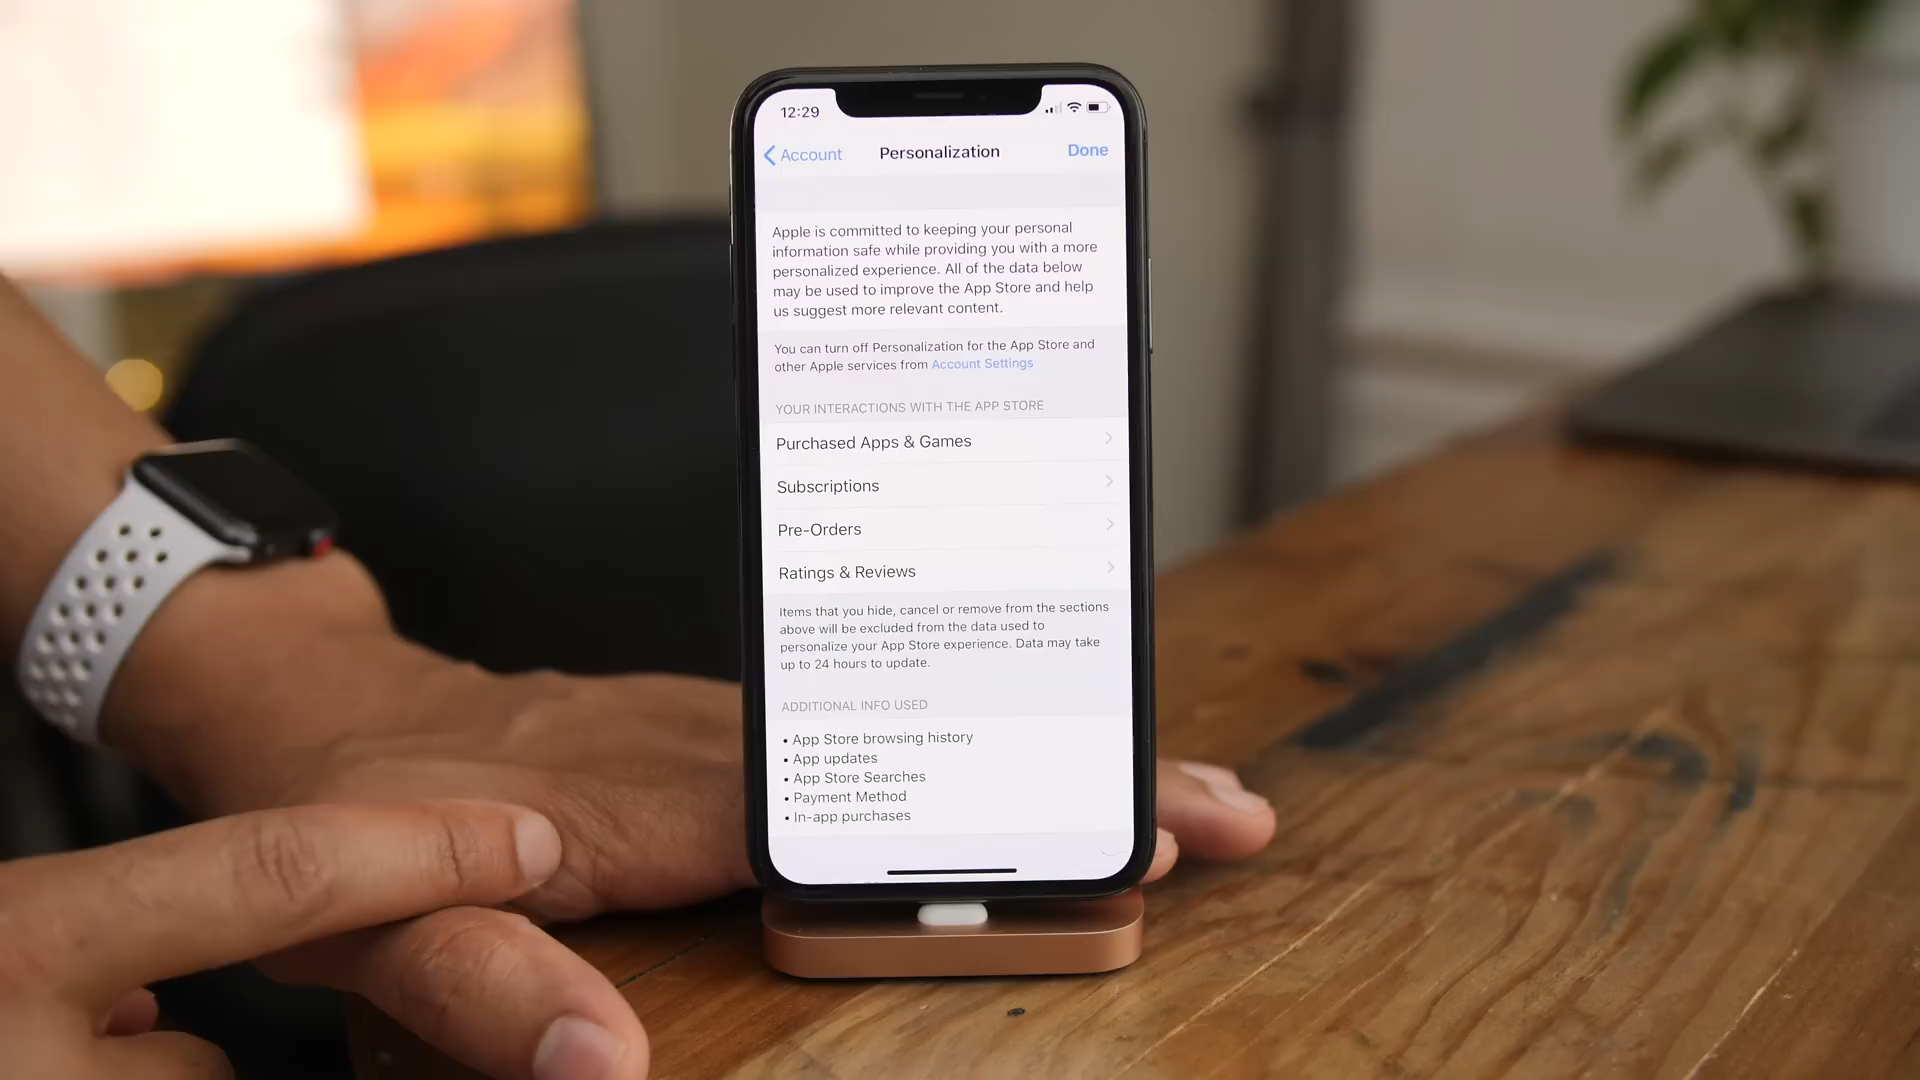 12:29
Account
Personalization
Done
Apple is committed to keeping your personal
information safe while providing you with a more
personalized experience. All of the data below
may be used to improve the App Store and help
us suggest more relevant content.
You can turn off Personalization for the App Store and
other Apple services from Account Settings
YOUR INTERACTIONS WITH THE APP STORE
Purchased Apps & Games
Subscriptions
Pre-Orders
Ratings & Reviews
Items that you hide, cancel or remove from the sections
above will be excluded from the data used to
personalize your App Store experience. Data may take
up to 24 hours to update.
ADDITIONAL INFO USED
• App Store browsing history
• App updates
• App Store Searches
• Payment Method
• In-app purchases